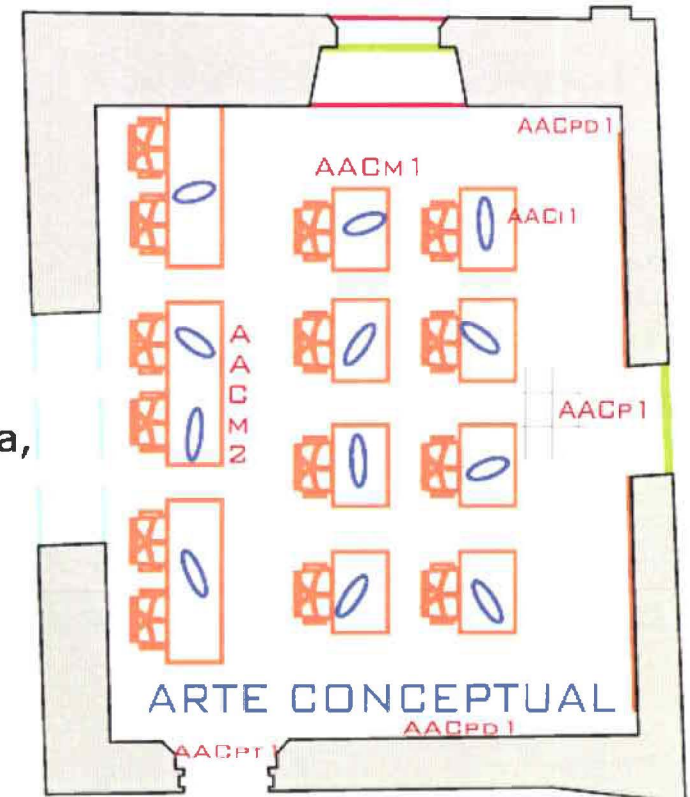 AACPD1
AACM1
AACI1
AACM2
a,
AACP1
ARTE CONCEPTUAL
AACPD1
AACPT1